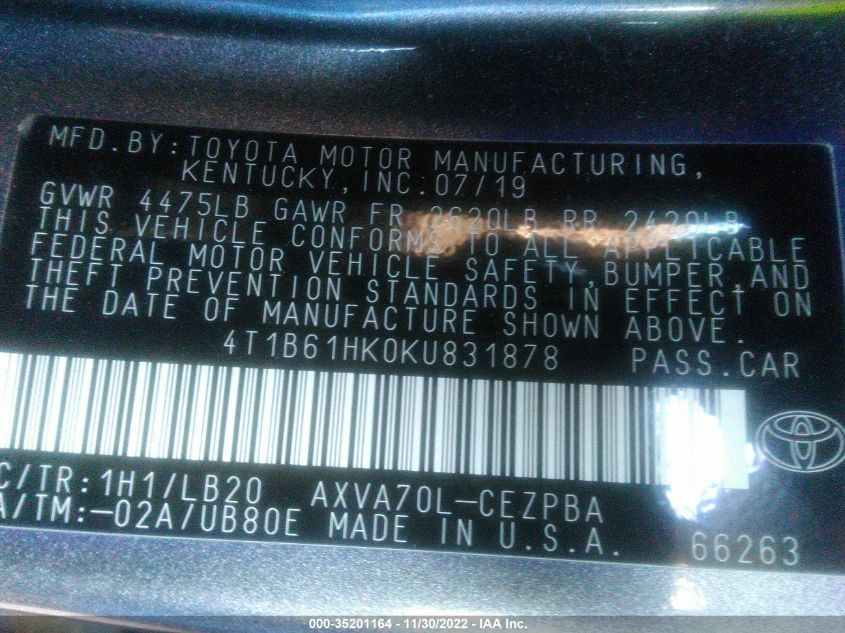 MFD.BY:TOYOTA MOTOR MANUFACTURING,
KENTUCKY,INC.07/19
GVWR 4475LB GAWR FR 2620LB RR 2420LB
THIS VEHICLE CONFORMS TO ALL APPLICABLE
FEDERAL MOTOR VEHICLE SAFETY,BUMPER,AND
THEFT PREVENTION STANDARDS IN EFFECT ON
THE DATE OF MANUFACTURE SHOWN ABOVE.
4T1B61HK0KU831878 PASS.CAR
C/TR:1H1/LB20 AXVA70L-CEZPBA
A/TM:-02A/UB80E MADE IN U.S.A. 66263
000-35201164 - 11/30/2022 - IAA Inc.